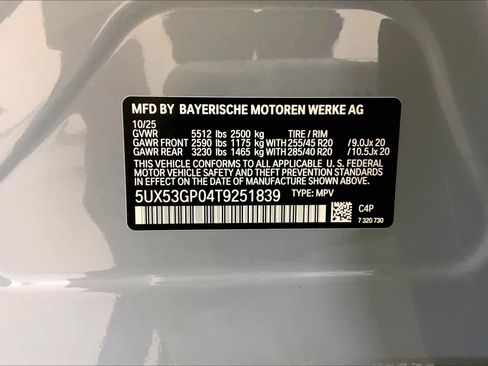 MFD BY BAYERISCHE MOTOREN WERKE AG
10/25
GVWR 5512 lbs 2500 kg TIRE / RIM
GAWR FRONT 2590 lbs 1175 kg WITH 255/45 R20 / 9.0Jx 20
GAWR REAR 3230 lbs 1465 kg WITH 285/40 R20 / 10.5Jx 20
THIS VEHICLE CONFORMS TO ALL APPLICABLE U. S. FEDERAL
MOTOR VEHICLE SAFETY AND THEFT PREVENTION STANDARDS
IN EFFECT ON THE DATE OF MANUFACTURE SHOWN ABOVE.
5UX53GP04T9251839 TYPE: MPV
C4P
7 320 730